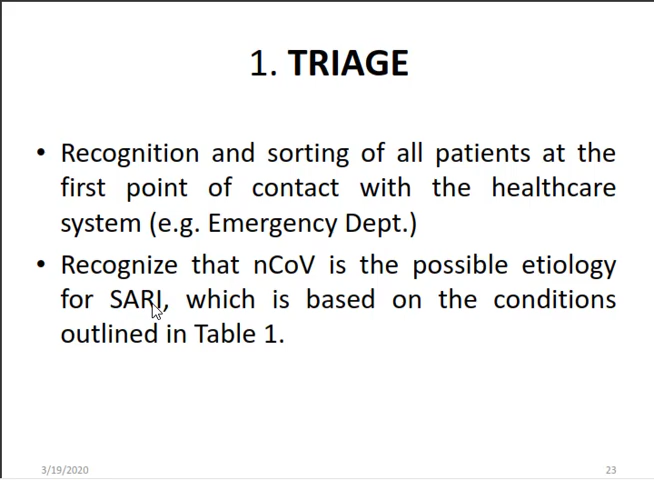 1. TRIAGE
• Recognition and sorting of all patients at the
first point of contact with the healthcare
system (e.g. Emergency Dept.)
• Recognize that nCoV is the possible etiology
for SARI, which is based on the conditions
outlined in Table 1.
3/19/2020
23